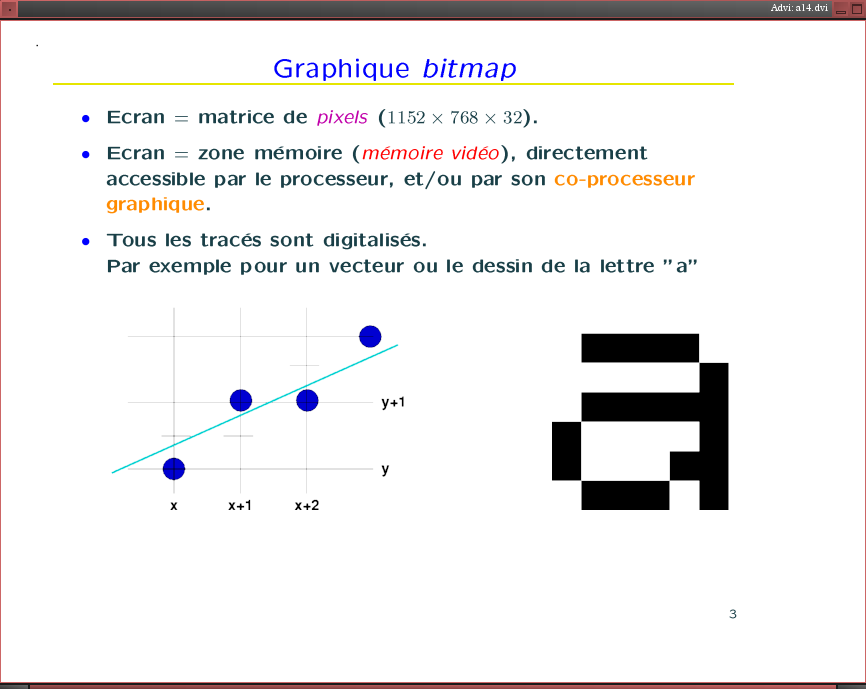 Advi: a14.dvi
Graphique bitmap
• Ecran = matrice de pixels (1152 × 768 × 32).
• Ecran = zone mémoire (mémoire vidéo), directement
accessible par le processeur, et/ou par son co-processeur
graphique.
• Tous les tracés sont digitalisés.
Par exemple pour un vecteur ou le dessin de la lettre ”a”
y+1
y
x x+1 x+2
a
3